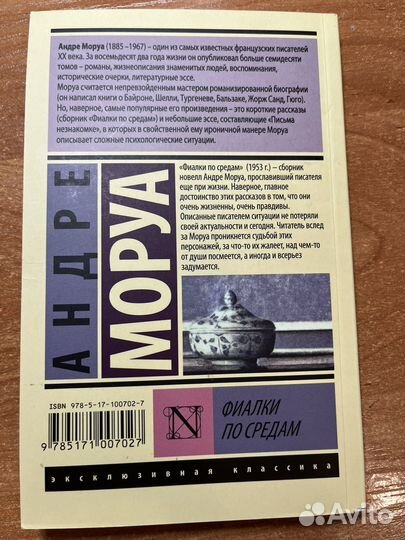 Андре Моруа (1885 –1967) – один из самых известных французских писателей
XX века. За восемьдесят два года жизни он опубликовал больше семидесяти
томов – романы, жизнеописания знаменитых людей, воспоминания,
исторические очерки, литературные эссе.
Моруа считается непревзойденным мастером романизированной биографии
(он написал книги о Байроне, Шелли, Тургеневе, Бальзаке, Жорж Санд, Гюго).
Но, наверное, самые популярные его произведения – это короткие рассказы
(сборник «Фиалки по средам») и небольшие эссе, составляющие «Письма
незнакомке», в которых в свойственной ему ироничной манере Моруа
описывает сложные психологические ситуации.
АНДРЕ
МОРУА
«Фиалки по средам» (1953 г.) – сборник
новелл Андре Моруа, прославивший писателя
еще при жизни. Наверное, главное
достоинство этих рассказов в том, что они
очень жизненны, очень правдивы.
Описанные писателем ситуации не потеряли
своей актуальности и сегодня. Читатель вслед
за Моруа проникнется судьбой этих
персонажей, за что-то их жалеет, над чем-то
от души посмеется, а иногда и всерьез
задумается.
ISBN 978-5-17-100702-7
9 785171 007027
N
ФИАЛКИ
ПО СРЕДАМ
эксклюзивная классика
Avito